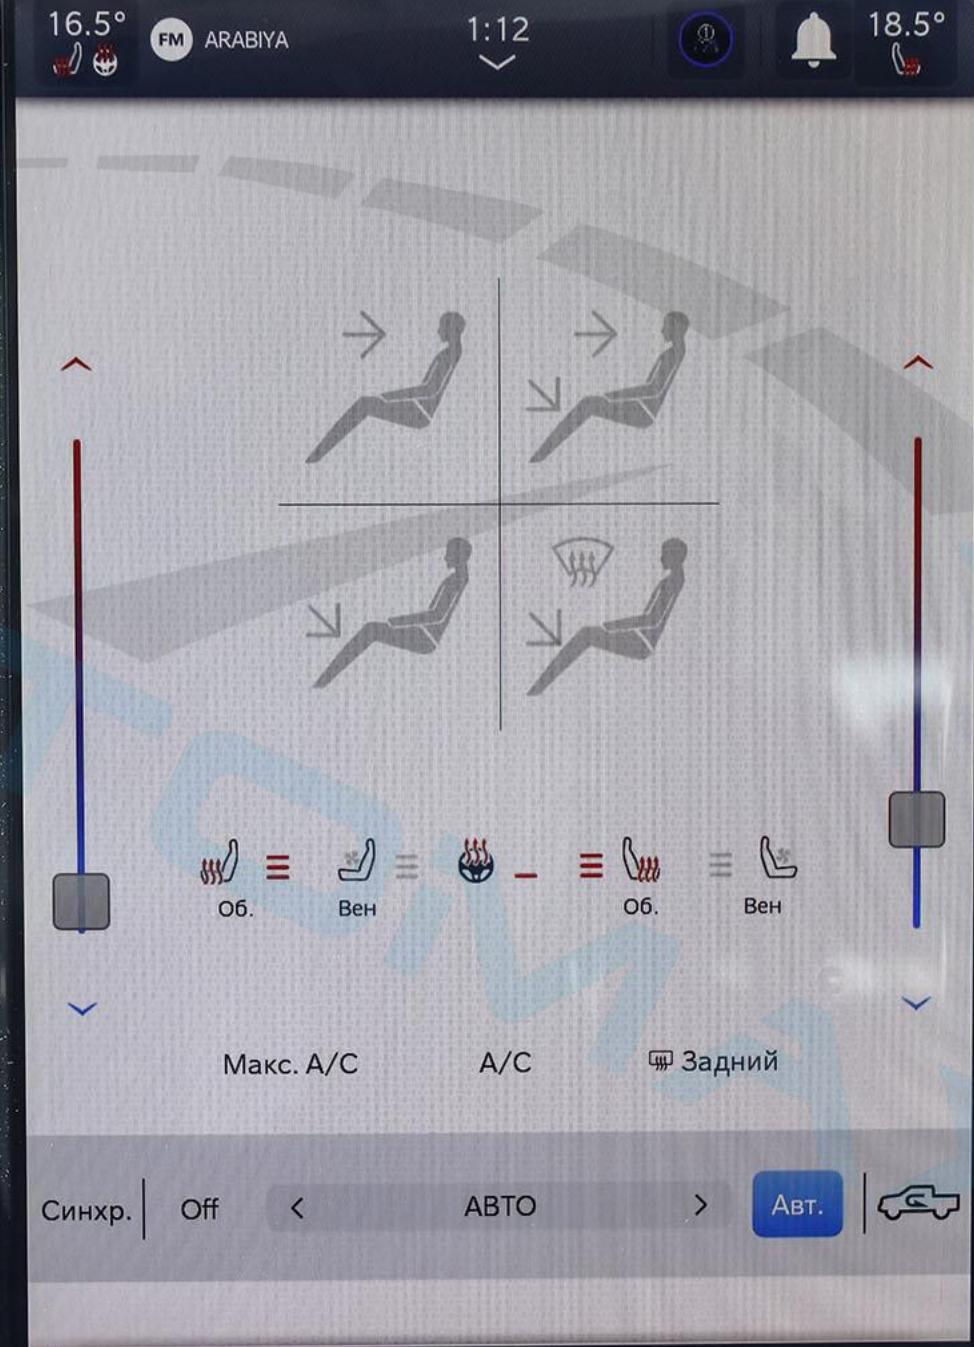 16.5°
FM ARABIYA
1:12
18.5°
Об.
Вен
Об.
Вен
Макс. A/C
A/C
Задний
Синхр.
Off
<
АВТО
>
Авт.